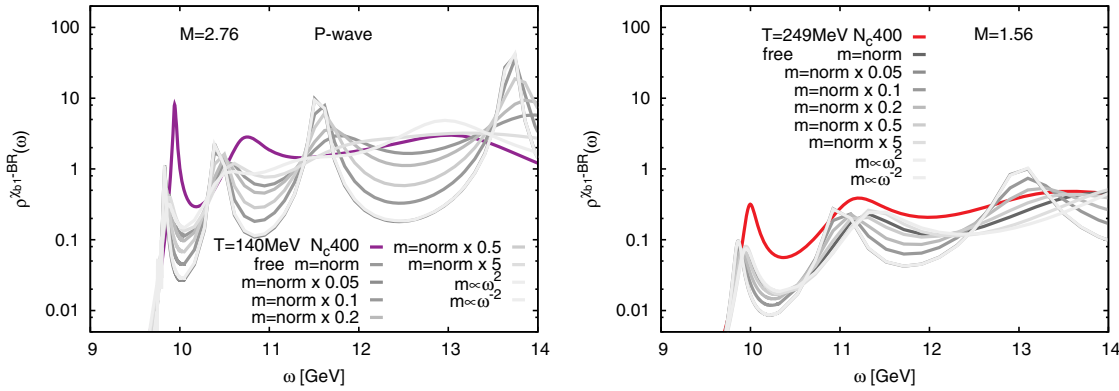 100
10
1
0.1
0.01
ρ^χb1-BR(ω)
M=2.76 P-wave
T=140MeV N_c400
free m=norm
m=norm x 0.05
m=norm x 0.1
m=norm x 0.2
m=norm x 0.5
m=norm x 5
m∝ω^2
m∝ω^-2
9 10 11 12 13 14
ω [GeV]
100
10
1
0.1
0.01
ρ^χb1-BR(ω)
T=249MeV N_c400 M=1.56
free m=norm
m=norm x 0.05
m=norm x 0.1
m=norm x 0.2
m=norm x 0.5
m=norm x 5
m∝ω^2
m∝ω^-2
9 10 11 12 13 14
ω [GeV]